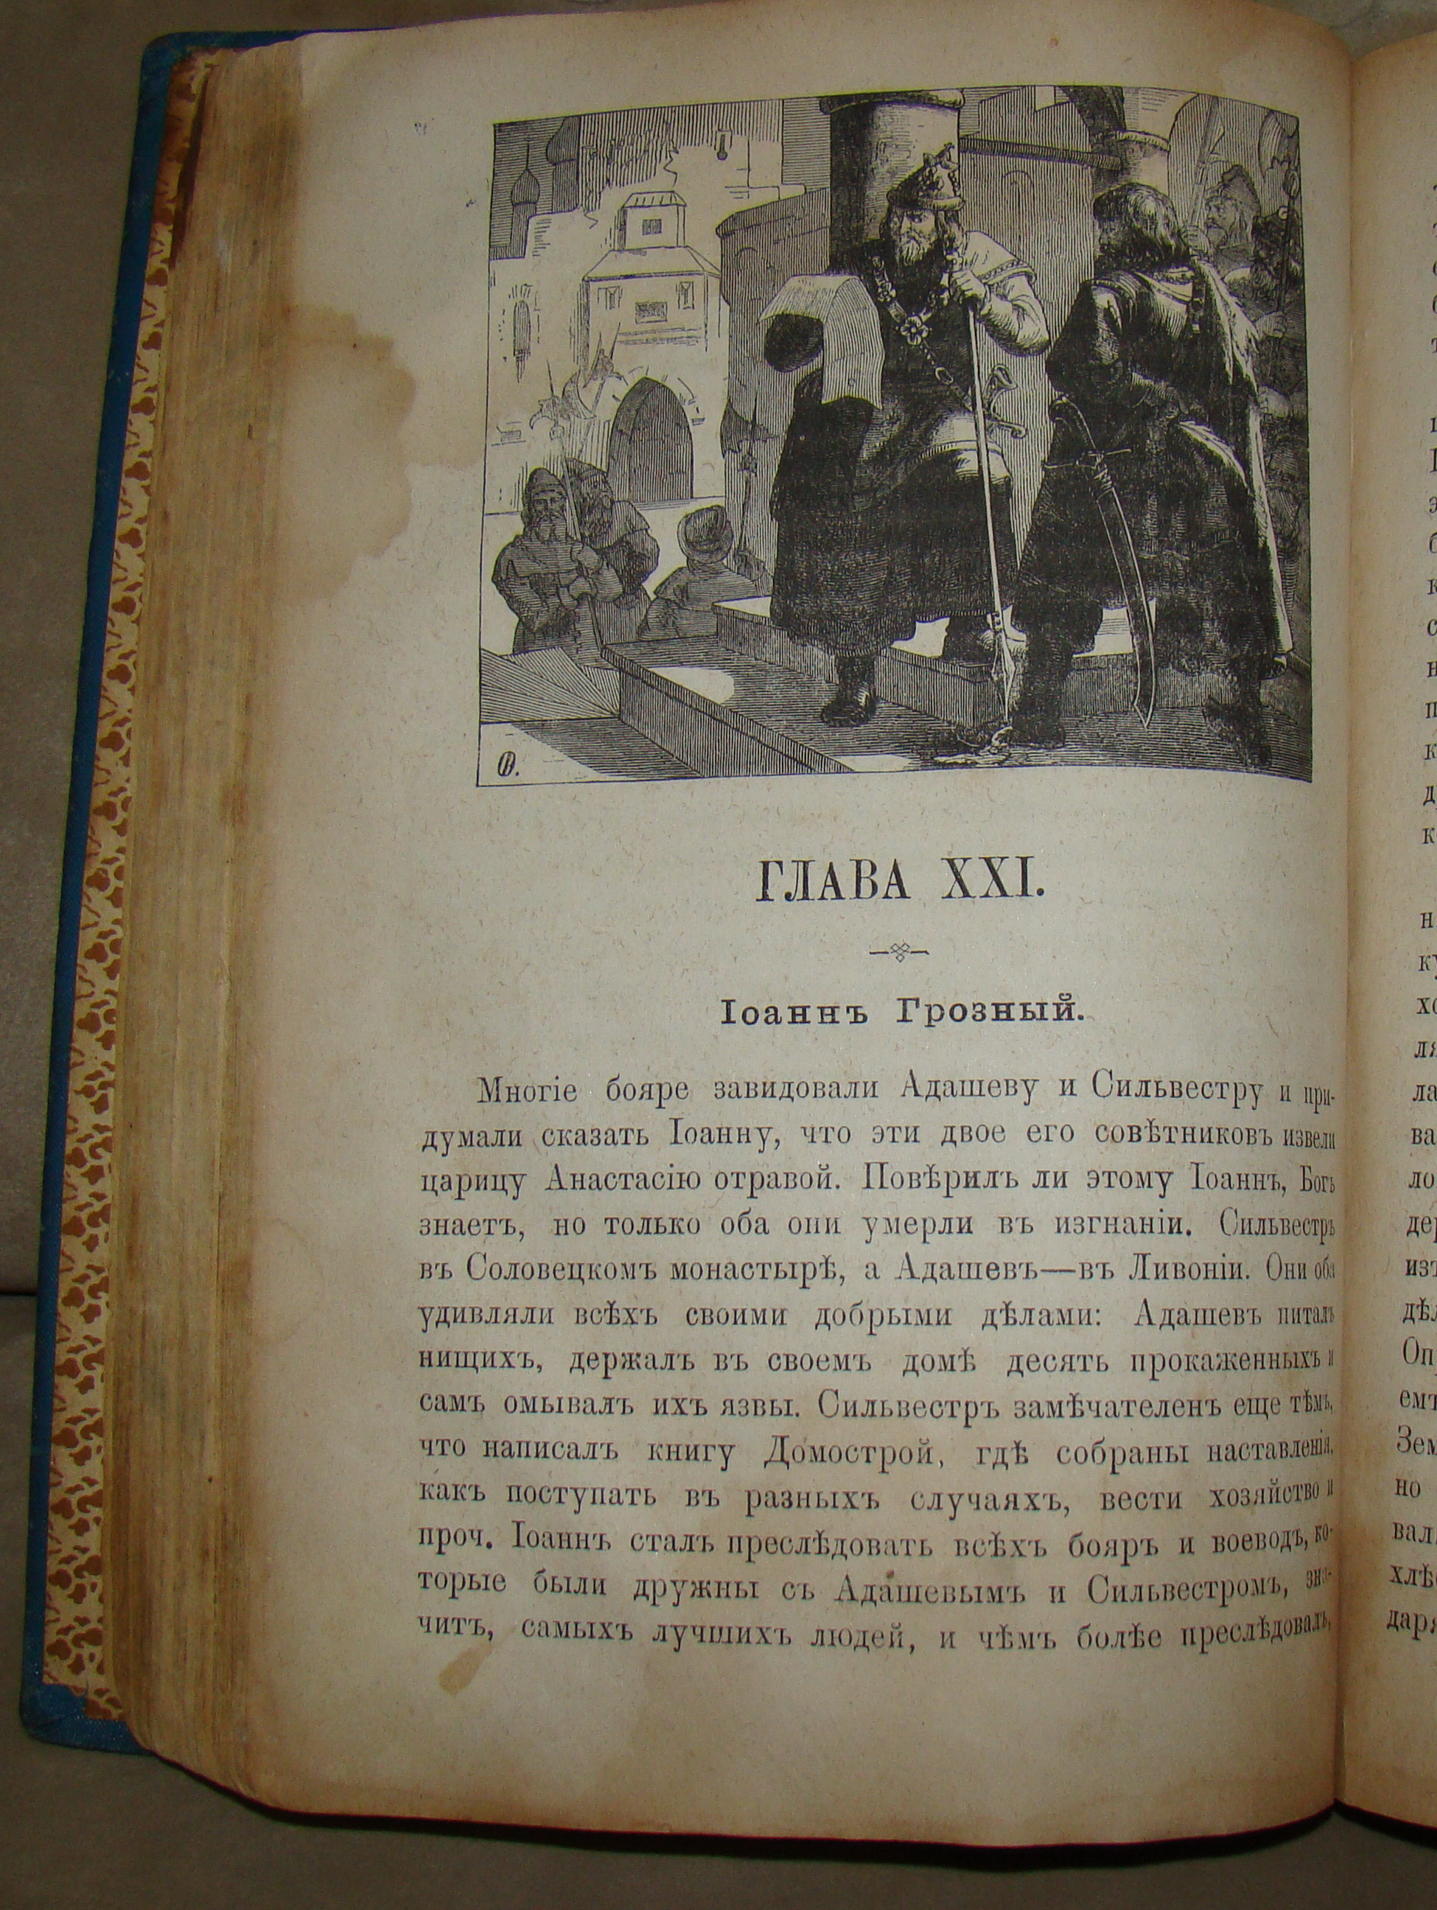 Ѳ.
ГЛАВА XXI.
Іоаннъ Грозный.
Многіе бояре завидовали Адашеву и Сильвестру и при-
думали сказать Іоанну, что эти двое его совѣтниковъ извели
царицу Анастасію отравой. Повѣрилъ ли этому Іоаннъ, Богъ
знаетъ, но только оба они умерли въ изгнаніи. Сильвестръ
въ Соловецкомъ монастырѣ, а Адашевъ—въ Ливоніи. Они оба
удивляли всѣхъ своими добрыми дѣлами: Адашевъ питалъ
нищихъ, держалъ въ своемъ домѣ десять прокаженныхъ и
самъ омывалъ ихъ язвы. Сильвестръ замѣчателенъ еще тѣмъ,
что написалъ книгу Домострой, гдѣ собраны наставленія,
какъ поступать въ разныхъ случаяхъ, вести хозяйство и
проч. Іоаннъ сталъ преслѣдовать всѣхъ бояръ и воеводъ, ко-
торые были дружны съ Адашевымъ и Сильвестромъ, зна-
читъ, самыхъ лучшихъ людей, и чѣмъ болѣе преслѣдовалъ,